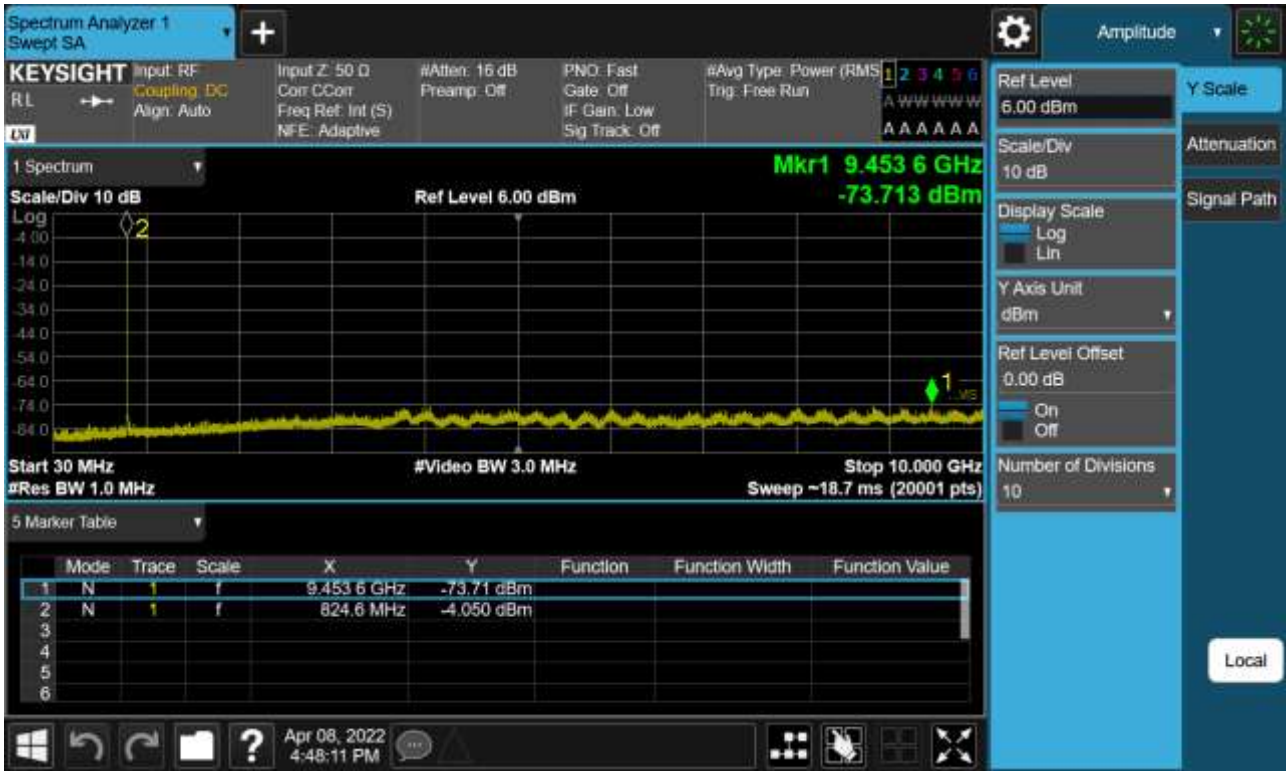 Spectrum Analyzer 1
Swept SA
+
Amplitude
KEYSIGHT
RL
LXI
Input: RF
Coupling: DC
Align: Auto
Input Z: 50 Ω
Corr CCorr
Freq Ref: Int (S)
NFE: Adaptive
#Atten: 16 dB
Preamp: Off
PNO: Fast
Gate: Off
IF Gain: Low
Sig Track: Off
#Avg Type: Power (RMS
Trig: Free Run
1 2 3 4 5 6
A W W W W W
A A A A A A
1 Spectrum
Mkr1 9.453 6 GHz
-73.713 dBm
Scale/Div 10 dB
Ref Level 6.00 dBm
Log
-4.00
-14.0
-24.0
-34.0
-44.0
-54.0
-64.0
-74.0
-84.0
2
1
Start 30 MHz
#Video BW 3.0 MHz
Stop 10.000 GHz
#Res BW 1.0 MHz
Sweep ~18.7 ms (20001 pts)
5 Marker Table
Mode Trace Scale X Y Function Function Width Function Value
1 N 1 f 9.453 6 GHz -73.71 dBm
2 N 1 f 824.6 MHz -4.050 dBm
3
4
5
6
Ref Level
6.00 dBm
Scale/Div
10 dB
Display Scale
Log
Lin
Y Axis Unit
dBm
Ref Level Offset
0.00 dB
On
Off
Number of Divisions
10
Y Scale
Attenuation
Signal Path
Local
?
Apr 08, 2022
4:48:11 PM